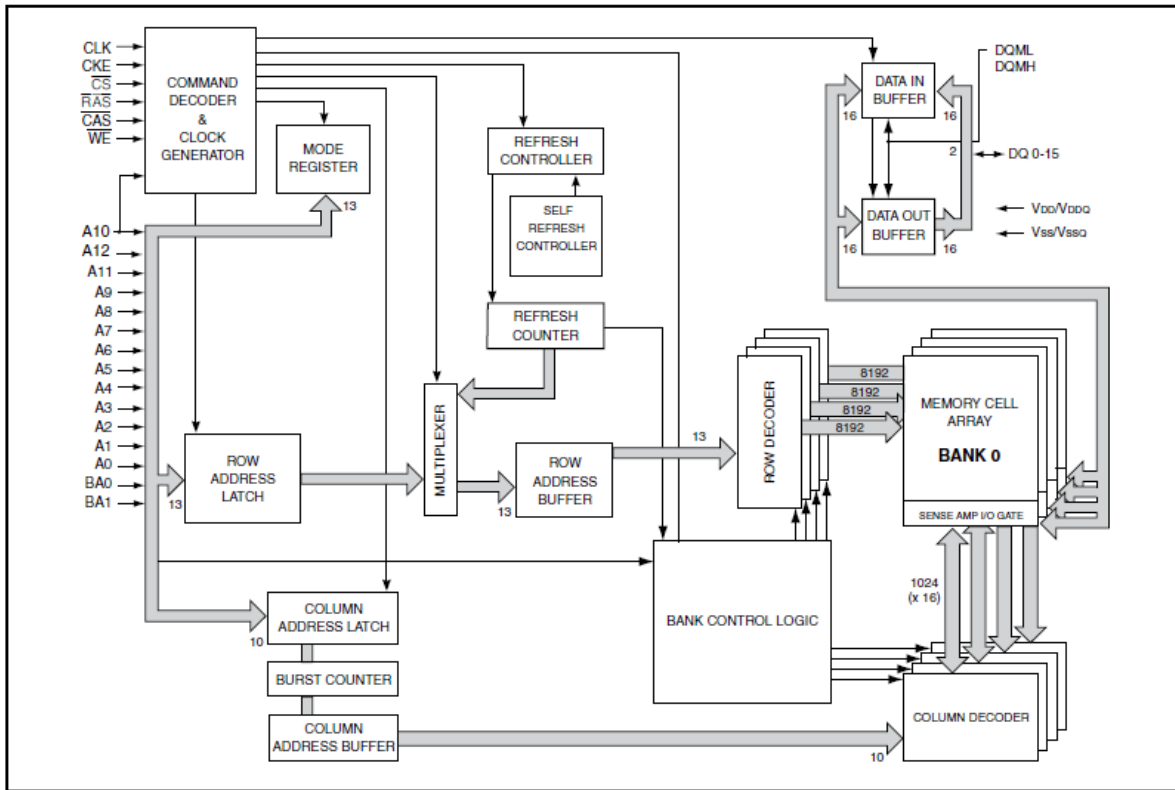 CLK
CKE
CS
RAS
CAS
WE
A10
A12
A11
A9
A8
A7
A6
A5
A4
A3
A2
A1
A0
BA0
BA1
COMMAND
DECODER
&
CLOCK
GENERATOR
MODE
REGISTER
13
REFRESH
CONTROLLER
SELF
REFRESH
CONTROLLER
REFRESH
COUNTER
DATA IN
BUFFER
16
16
2
DQML
DQMH
DQ 0-15
DATA OUT
BUFFER
16
16
VDD/VDDQ
Vss/VssQ
13
ROW
ADDRESS
LATCH
MULTIPLEXER
13
ROW
ADDRESS
BUFFER
13
ROW DECODER
8192
8192
8192
8192
MEMORY CELL
ARRAY
BANK 0
SENSE AMP I/O GATE
10
COLUMN
ADDRESS LATCH
BURST COUNTER
COLUMN
ADDRESS BUFFER
BANK CONTROL LOGIC
1024
(x 16)
10
COLUMN DECODER